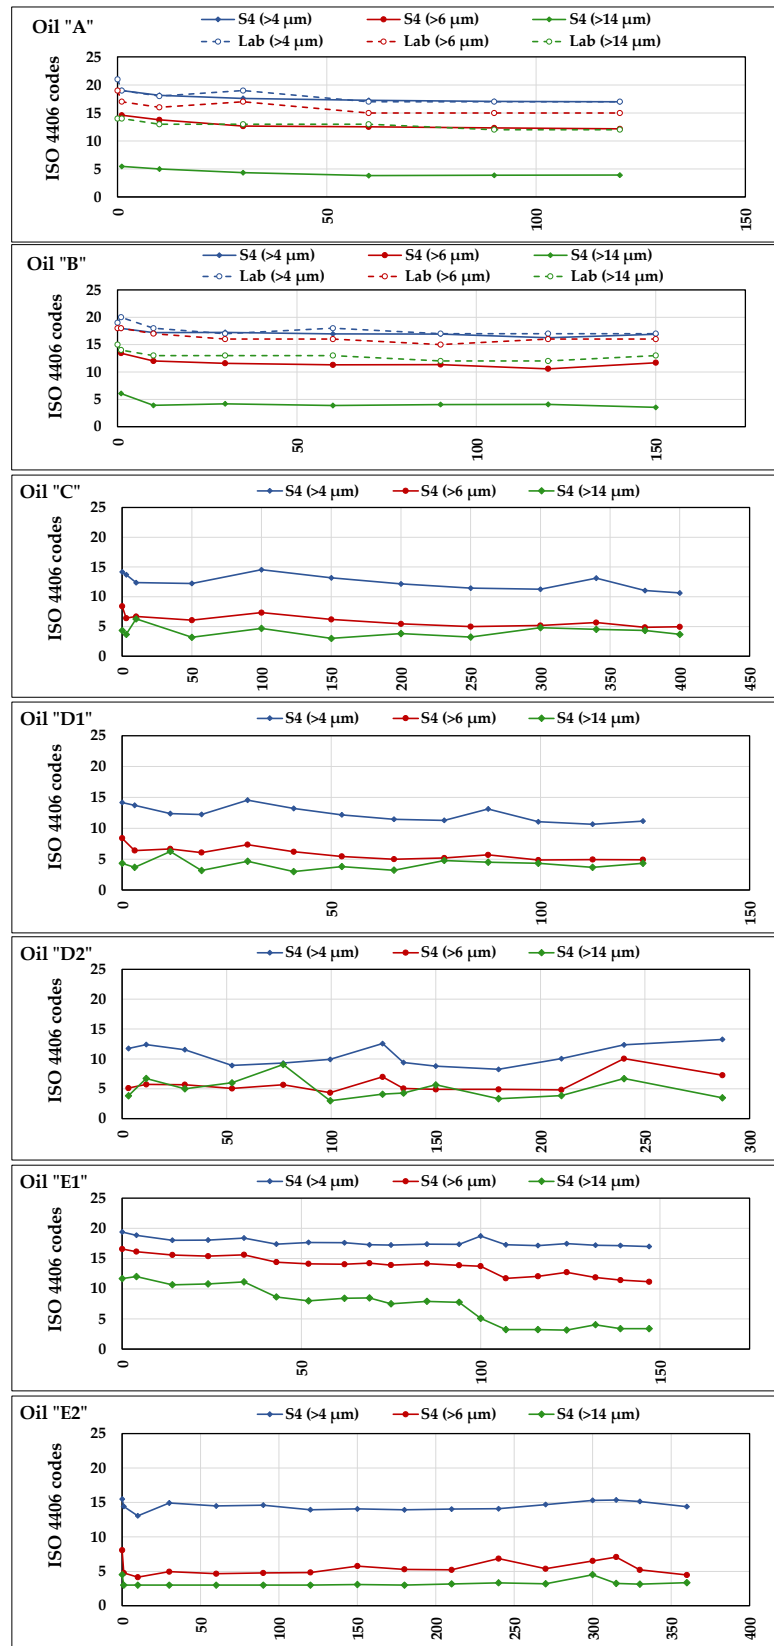 Oil "A"
S4 (>4 µm) S4 (>6 µm) S4 (>14 µm)
Lab (>4 µm) Lab (>6 µm) Lab (>14 µm)
ISO 4406 codes
25
20
15
10
5
0
0 50 100 150
Oil "B"
S4 (>4 µm) S4 (>6 µm) S4 (>14 µm)
Lab (>4 µm) Lab (>6 µm) Lab (>14 µm)
ISO 4406 codes
25
20
15
10
5
0
0 50 100 150
Oil "C"
S4 (>4 µm) S4 (>6 µm) S4 (>14 µm)
ISO 4406 codes
25
20
15
10
5
0
0 50 100 150 200 250 300 350 400 450
Oil "D1"
S4 (>4 µm) S4 (>6 µm) S4 (>14 µm)
ISO 4406 codes
25
20
15
10
5
0
0 50 100 150
Oil "D2"
S4 (>4 µm) S4 (>6 µm) S4 (>14 µm)
ISO 4406 codes
25
20
15
10
5
0
0 50 100 150 200 250 300
Oil "E1"
S4 (>4 µm) S4 (>6 µm) S4 (>14 µm)
ISO 4406 codes
25
20
15
10
5
0
0 50 100 150
Oil "E2"
S4 (>4 µm) S4 (>6 µm) S4 (>14 µm)
ISO 4406 codes
25
20
15
10
5
0
0 50 100 150 200 250 300 350 400